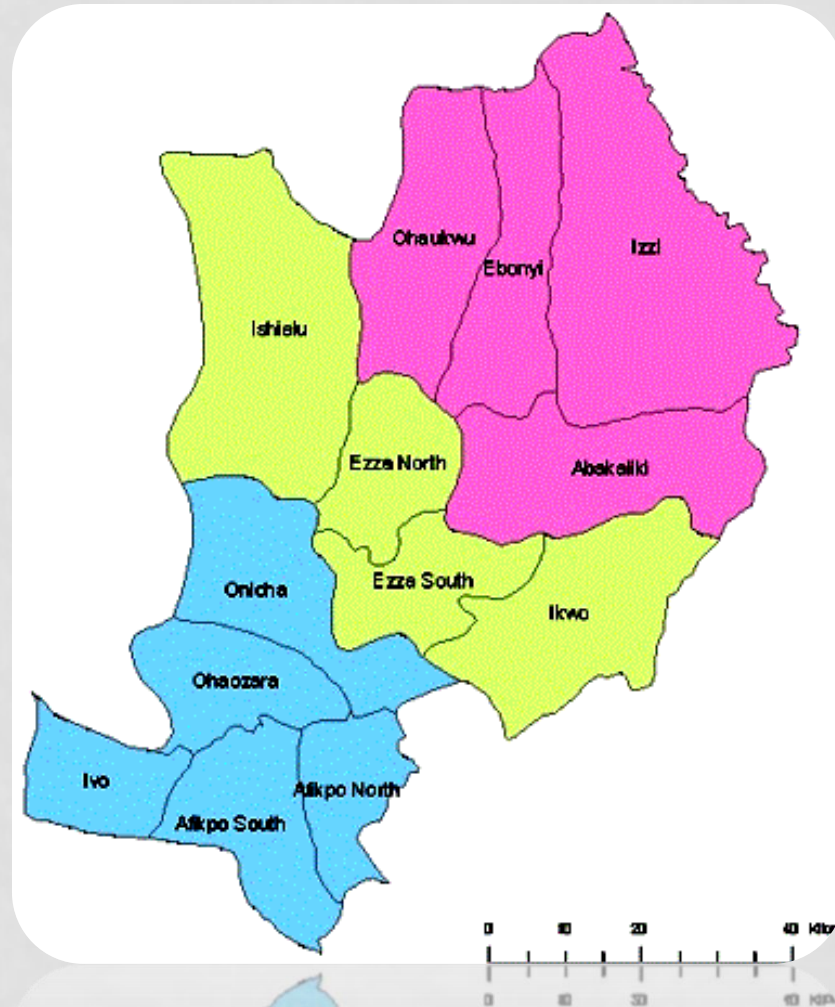 Ohaukwu
Izzi
Ebonyi
Ishielu
Ezza North
Abakaliki
Ezza South
Onicha
Ikwo
Ohaozara
Ivo
Afikpo North
Afikpo South
0 10 20 40